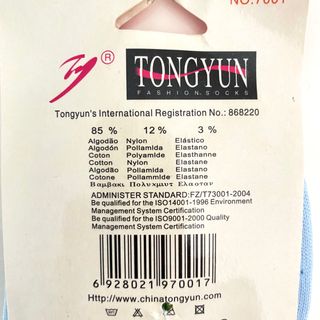 NO.7001
®
TONGYUN
FASHION SOCKS
Tongyun's International Registration No.: 868220
85 % 12 % 3 %
Algodão Nylon Elástico
Algodón Poliamida Elastano
Coton Polyamide Elasthanne
Cotton Nylon Elastane
Algodão Poliamida Elastano
Cotone Poliammide Elastane
Βαμβακι Πολυχμιντ Ελασταν
ADMINISTER STANDARD:FZ/T73001-2004
Be qualified for the ISO14001-1996 Environment
Management System Certification
Be qualified for the ISO9001-2000 Quality
Management System Certification
6 928021 970017
Http://www.chinatongyun.com